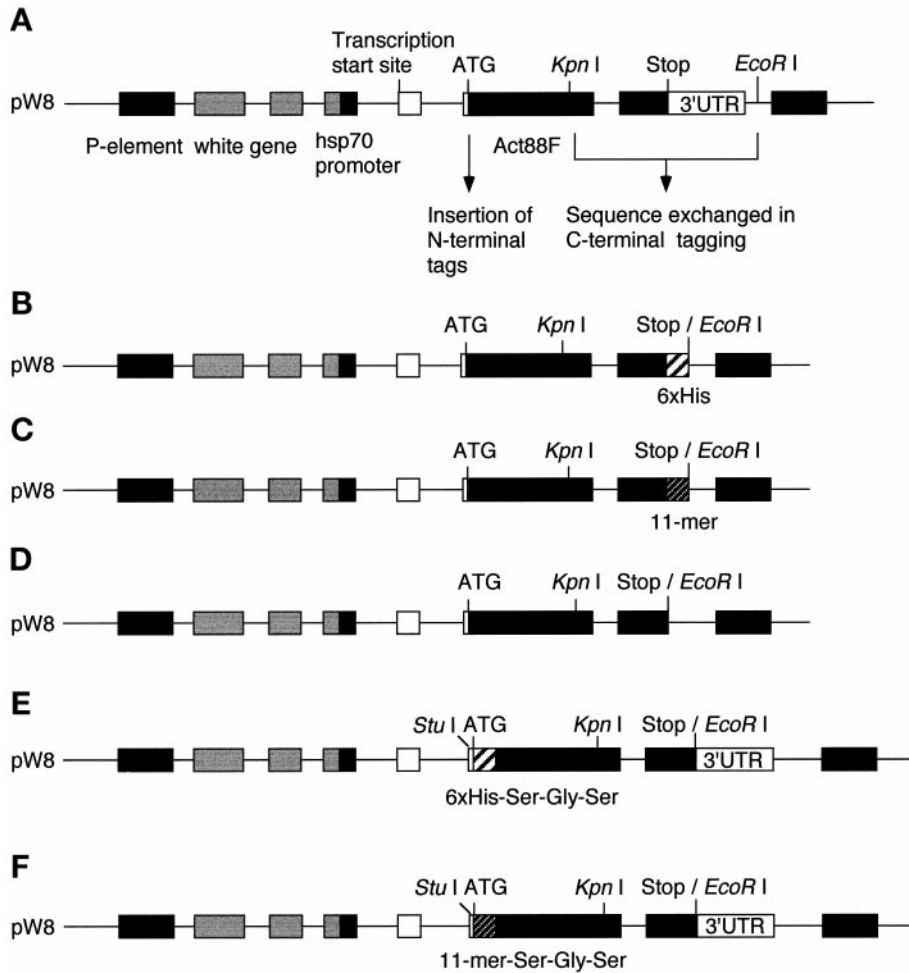 A
Transcription
start site
ATG
Kpn I
Stop
EcoR I
pW8
3'UTR
P-element
white gene
hsp70
promoter
Act88F
Insertion of
N-terminal
tags
Sequence exchanged in
C-terminal tagging
B
ATG
Kpn I
Stop / EcoR I
pW8
6xHis
C
ATG
Kpn I
Stop / EcoR I
pW8
11-mer
D
ATG
Kpn I
Stop / EcoR I
pW8
E
Stu I ATG
Kpn I
Stop / EcoR I
pW8
3'UTR
6xHis-Ser-Gly-Ser
F
Stu I ATG
Kpn I
Stop / EcoR I
pW8
3'UTR
11-mer-Ser-Gly-Ser